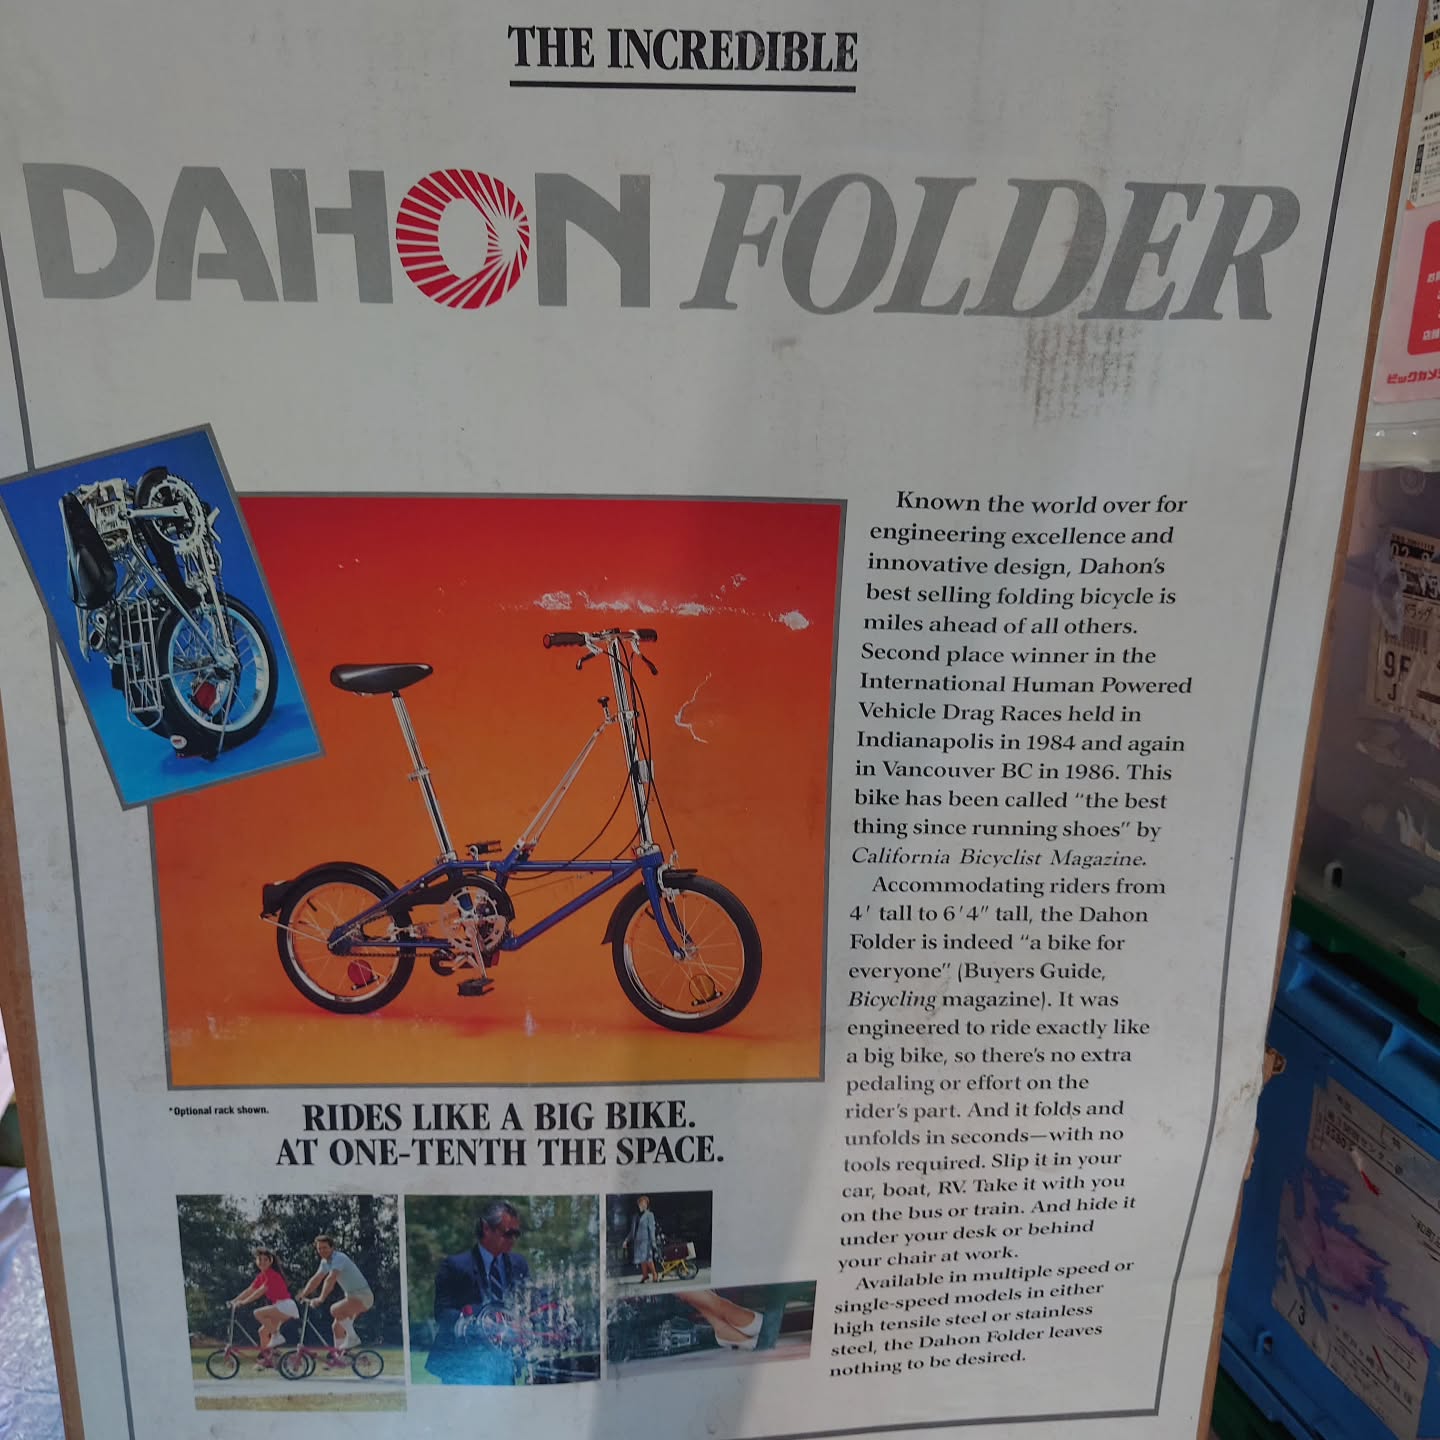 THE INCREDIBLE
DAHON FOLDER
Known the world over for
engineering excellence and
innovative design, Dahon's
best selling folding bicycle is
miles ahead of all others.
Second place winner in the
International Human Powered
Vehicle Drag Races held in
Indianapolis in 1984 and again
in Vancouver BC in 1986. This
bike has been called “the best
thing since running shoes” by
California Bicyclist Magazine.
Accommodating riders from
4' tall to 6'4" tall, the Dahon
Folder is indeed “a bike for
everyone” (Buyers Guide,
Bicycling magazine). It was
engineered to ride exactly like
a big bike, so there's no extra
pedaling or effort on the
rider's part. And it folds and
unfolds in seconds—with no
tools required. Slip it in your
car, boat, RV. Take it with you
on the bus or train. And hide it
under your desk or behind
your chair at work.
Available in multiple speed or
single-speed models in either
high tensile steel or stainless
steel, the Dahon Folder leaves
nothing to be desired.
*Optional rack shown.
RIDES LIKE A BIG BIKE.
AT ONE-TENTH THE SPACE.
ビックカメ
9F